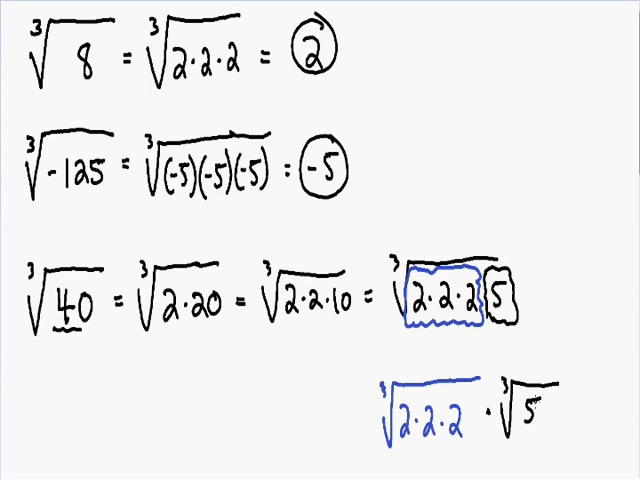 ∛8 = ∛2·2·2 = 2
∛-125 = ∛(-5)(-5)(-5) = -5
∛40 = ∛2·20 = ∛2·2·10 = ∛2·2·2 5
∛2·2·2 · ∛5